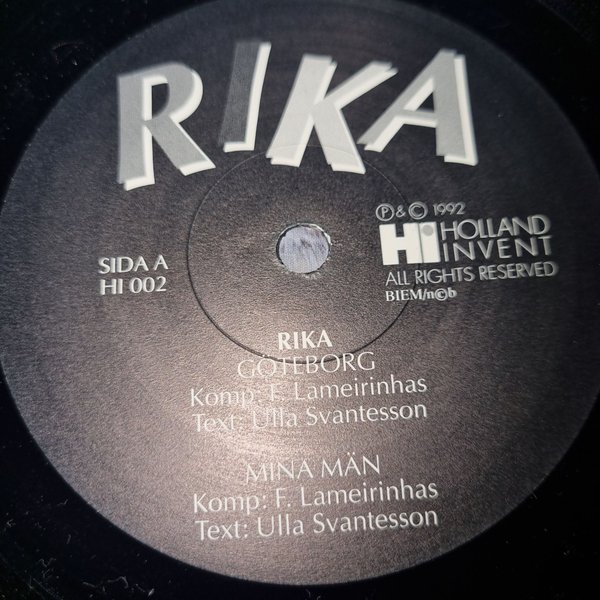 RIKA
℗ & © 1992
Hi HOLLAND
INVENT
ALL RIGHTS RESERVED
BIEM/n©b
SIDA A
HI 002
RIKA
GÖTEBORG
Komp: F. Lameirinhas
Text: Ulla Svantesson
MINA MÄN
Komp: F. Lameirinhas
Text: Ulla Svantesson